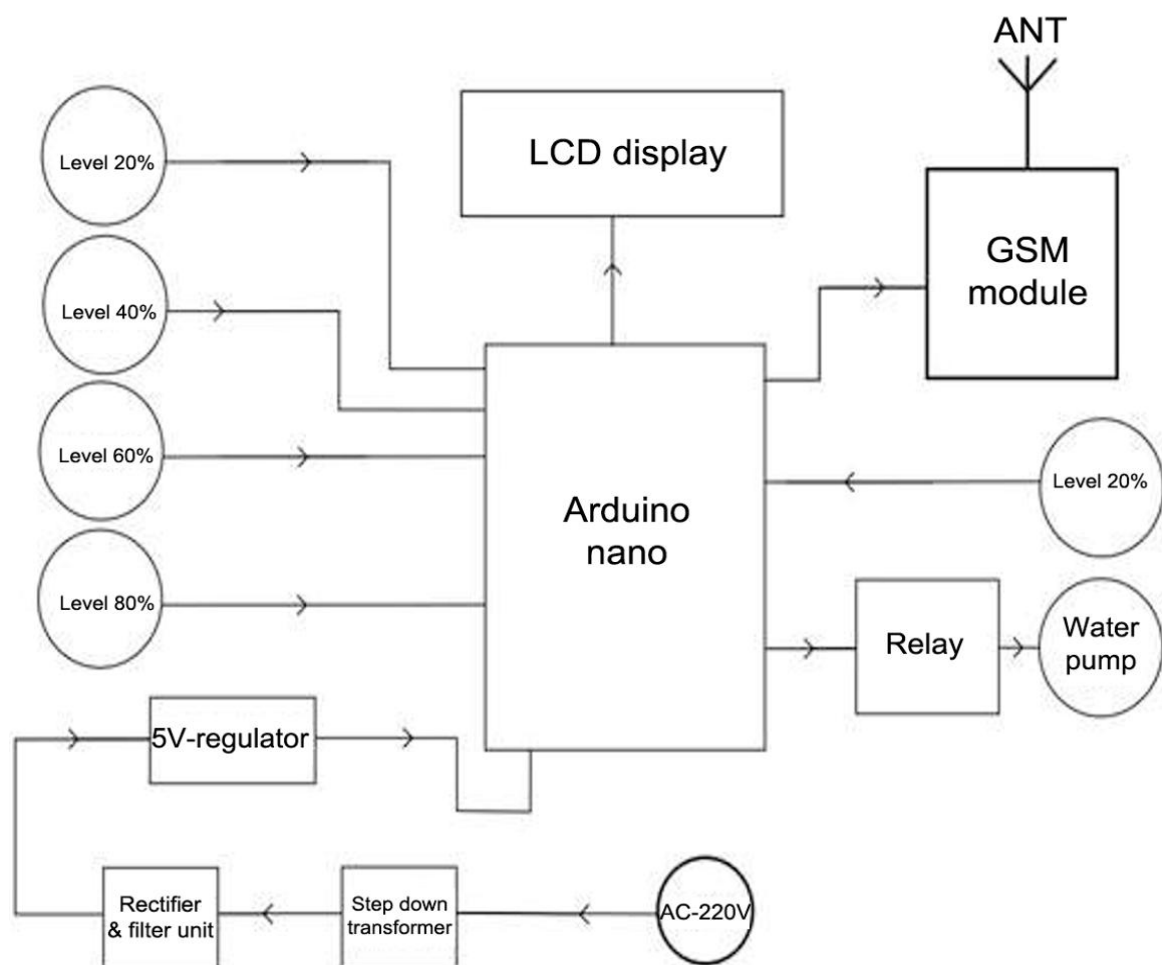 ANT
Level 20%
LCD display
GSM
module
Level 40%
Level 60%
Level 20%
Arduino
nano
Level 80%
Relay
Water
pump
5V-regulator
Rectifier
& filter unit
Step down
transformer
AC-220V